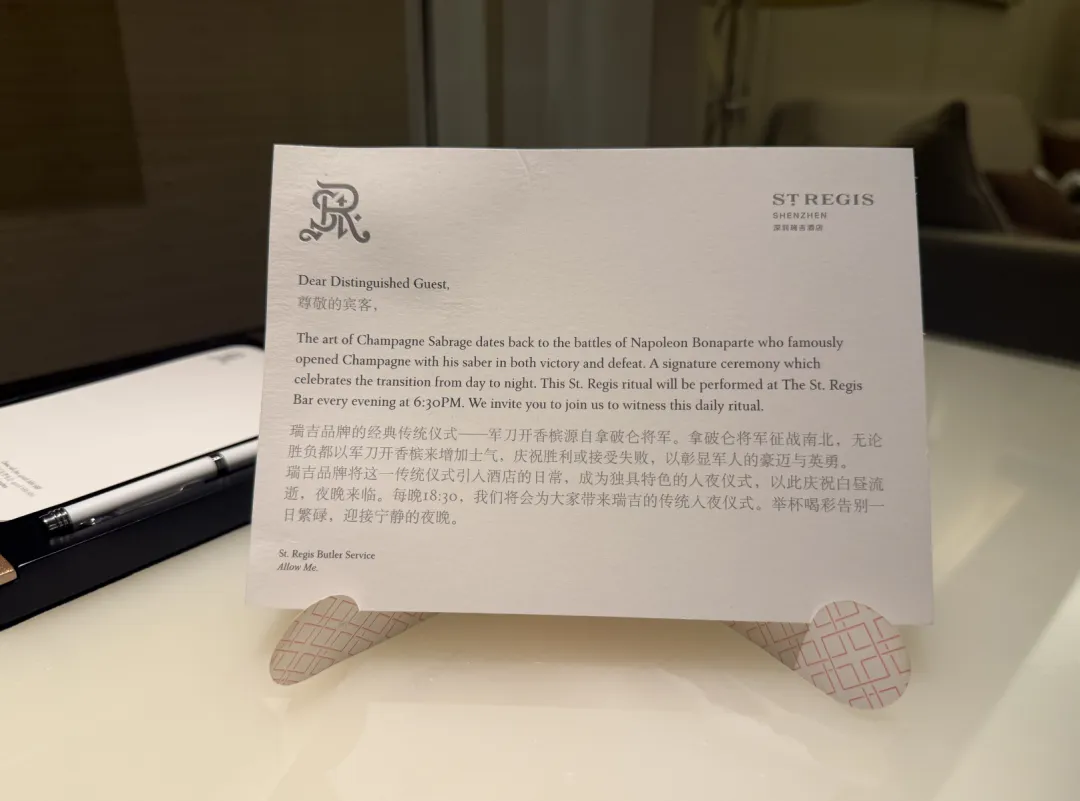 ST REGIS
SHENZHEN
深圳瑞吉酒店
Dear Distinguished Guest,
尊敬的宾客，
The art of Champagne Sabrage dates back to the battles of Napoleon Bonaparte who famously
opened Champagne with his saber in both victory and defeat. A signature ceremony which
celebrates the transition from day to night. This St. Regis ritual will be performed at The St. Regis
Bar every evening at 6:30PM. We invite you to join us to witness this daily ritual.
瑞吉品牌的经典传统仪式——军刀开香槟源自拿破仑将军。拿破仑将军征战南北，无论
胜负都以军刀开香槟来增加士气，庆祝胜利或接受失败，以彰显军人的豪迈与英勇。
瑞吉品牌将这一传统仪式引入酒店的日常，成为独具特色的入夜仪式，以此庆祝白昼流
逝，夜晚来临。每晚18:30，我们将会为大家带来瑞吉的传统入夜仪式。举杯喝彩告别一
日繁碌，迎接宁静的夜晚。
St. Regis Butler Service
Allow Me.